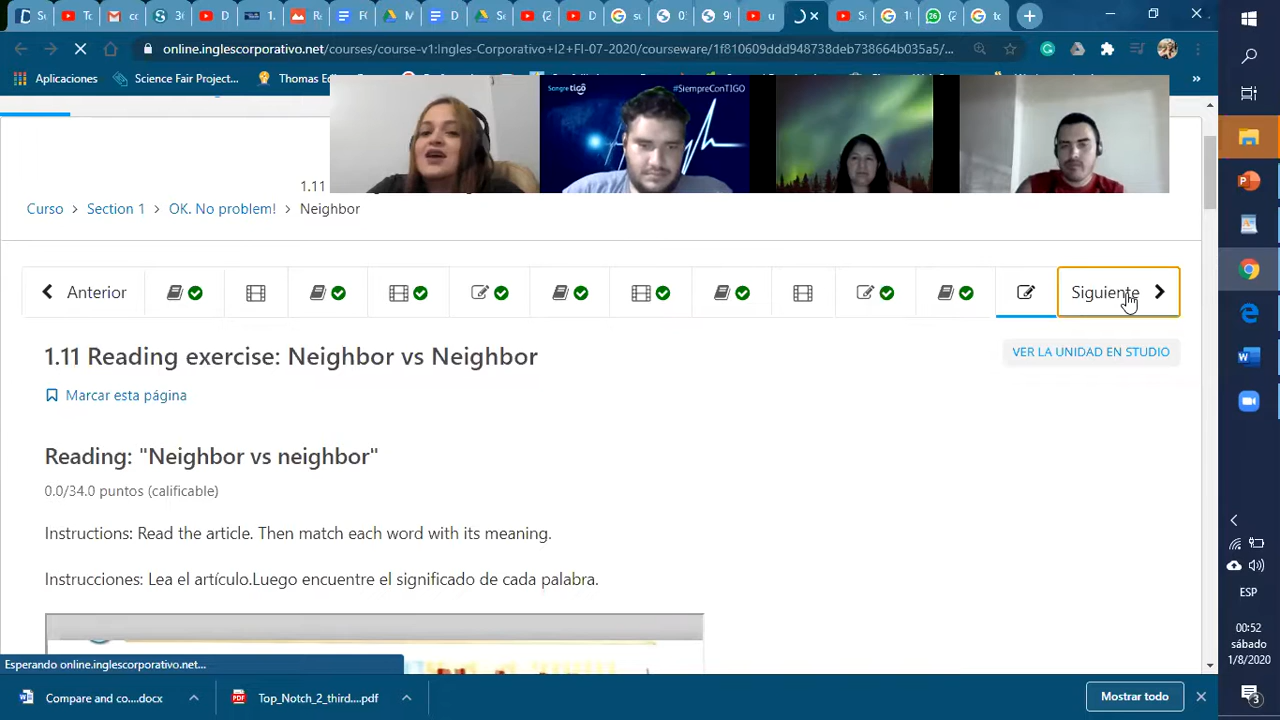 online.inglescorporativo.net/courses/course-v1:Ingles-Corporativo+I2+FI-07-2020/courseware/1f810609ddd948738deb738664b035a5/...
Aplicaciones
Science Fair Project...
Thomas Edi
»
Sangre tigo
#SiempreConTIGO
1.11
Curso > Section 1 > OK. No problem! > Neighbor
Anterior
Siguiente
1.11 Reading exercise: Neighbor vs Neighbor
VER LA UNIDAD EN STUDIO
Marcar esta página
Reading: "Neighbor vs neighbor"
0.0/34.0 puntos (calificable)
Instructions: Read the article. Then match each word with its meaning.
Instrucciones: Lea el artículo.Luego encuentre el significado de cada palabra.
Esperando online.inglescorporativo.net...
ESP
00:52
sábado
1/8/2020
3
Compare and co....docx
Top_Notch_2_third....pdf
Mostrar todo